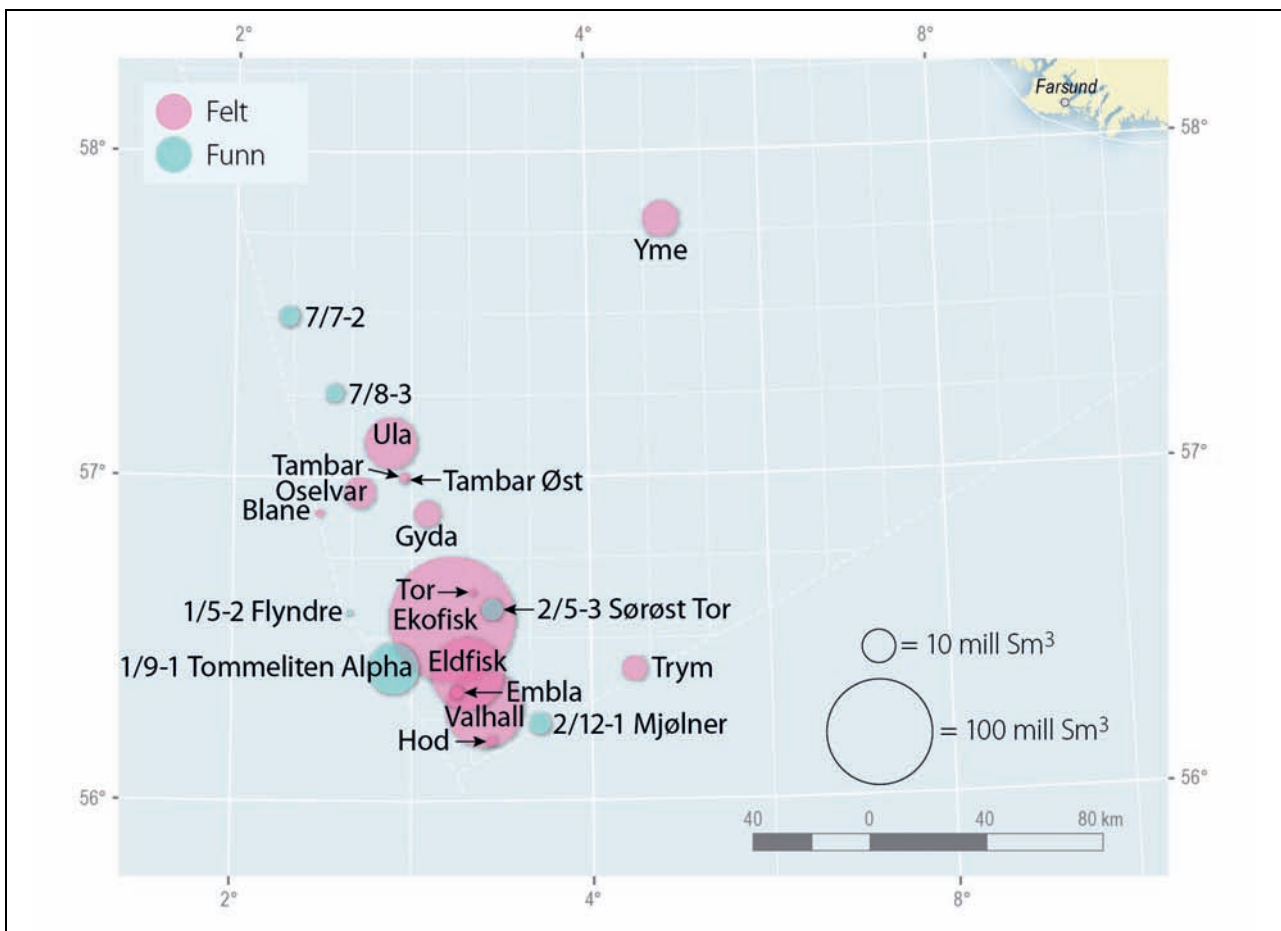 2°
4°
8°
Farsund
Felt
Funn
58°
58°
Yme
7/7-2
7/8-3
Ula
57°
57°
Tambar
Tambar Øst
Oselvar
Blane
Gyda
Tor
1/5-2 Flyndre
2/5-3 Sørøst Tor
Ekofisk
= 10 mill Sm³
1/9-1 Tommeliten Alpha
Eldfisk
Trym
Embla
Valhall
2/12-1 Mjølner
= 100 mill Sm³
Hod
56°
56°
40 0 40 80 km
2°
4°
8°